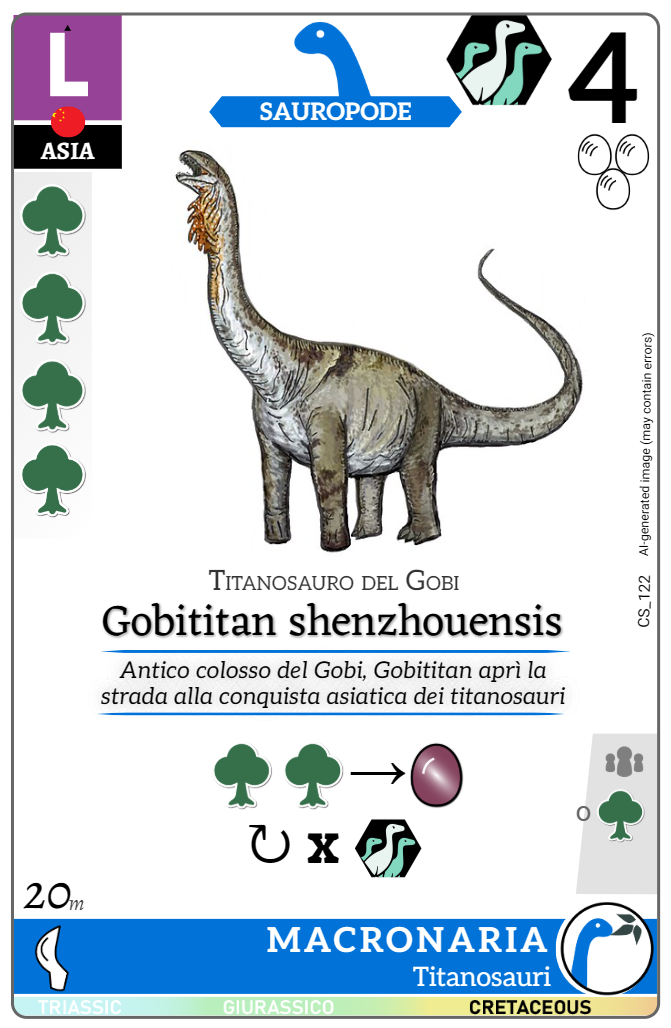 L
4
SAUROPODE
ASIA
AI-generated image (may contain errors)
CS_122
Titanosauro del Gobi
Gobititan shenzhouensis
Antico colosso del Gobi, Gobititan aprì la
strada alla conquista asiatica dei titanosauri
o
x
20m
MACRONARIA
Titanosauri
TRIASSIC GIURASSICO CRETACEOUS